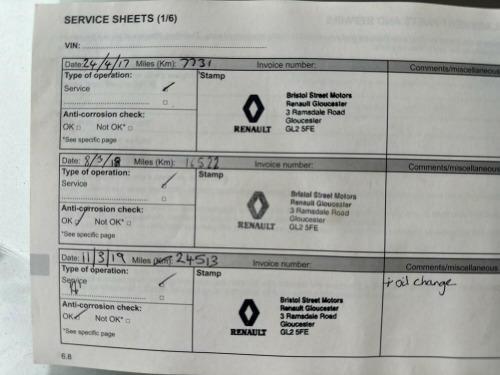 SERVICE SHEETS (1/6)
VIN:
Date: 24/4/17 Miles (Km): 7731 Invoice number: Comments/miscellaneous
Type of operation: Stamp
Service ✓
Bristol Street Motors
Renault Gloucester
3 Ramsdale Road
Gloucester
GL2 5FE
RENAULT
Anti-corrosion check:
OK □ Not OK* □
*See specific page
Date: 8/3/18 Miles (Km): 16522 Invoice number: Comments/miscellaneous
Type of operation: Stamp
Service ✓
Bristol Street Motors
Renault Gloucester
3 Ramsdale Road
Gloucester
GL2 5FE
RENAULT
Anti-corrosion check:
OK ✓ Not OK* □
*See specific page
Date: 11/3/19 Miles (Km): 24513 Invoice number: Comments/miscellaneous
Type of operation: Stamp + oil change
Service ✓
Bristol Street Motors
Renault Gloucester
3 Ramsdale Road
Gloucester
GL2 5FE
RENAULT
Anti-corrosion check:
OK ✓ Not OK* □
*See specific page
6.8